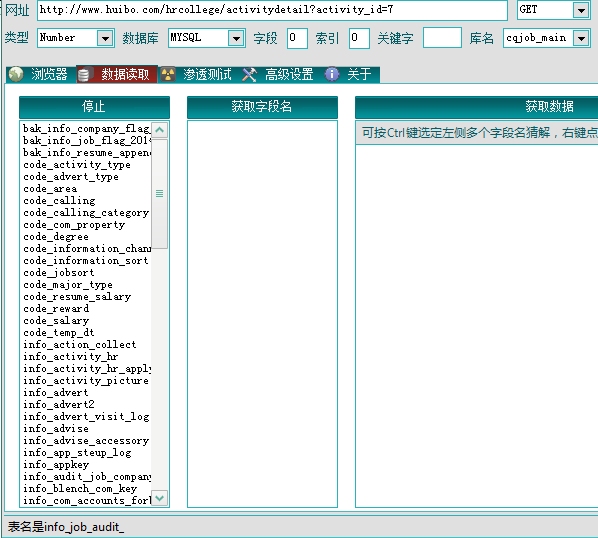 网址 http://www.huibo.com/hrcollege/activitydetail?activity_id=7 GET
类型 Number 数据库 MYSQL 字段 0 索引 0 关键字 库名 cqjob_main
浏览器 数据读取 渗透测试 高级设置 关于
停止 获取字段名 获取数据
可按Ctrl键选定左侧多个字段名猜解，右键点
bak_info_company_flag_
bak_info_job_flag_201
bak_info_resume_appen
code_activity_type
code_advert_type
code_area
code_calling
code_calling_category
code_com_property
code_degree
code_information_chan
code_information_sort
code_jobsort
code_major_type
code_resume_salary
code_reward
code_salary
code_temp_dt
info_action_collect
info_activity_hr
info_activity_hr_apply
info_activity_picture
info_advert
info_advert2
info_advert_visit_log
info_advise
info_advise_accessory
info_app_steup_log
info_appkey
info_audit_job_company
info_blench_com_key
info_com_accounts_for
表名是info_job_audit_